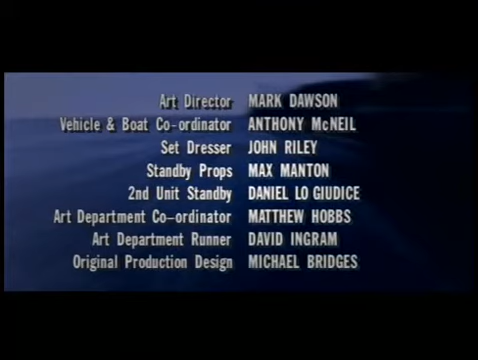 Art Director MARK DAWSON
Vehicle & Boat Co-ordinator ANTHONY McNEIL
Set Dresser JOHN RILEY
Standby Props MAX MANTON
2nd Unit Standby DANIEL LO GIUDICE
Art Department Co-ordinator MATTHEW HOBBS
Art Department Runner DAVID INGRAM
Original Production Design MICHAEL BRIDGES